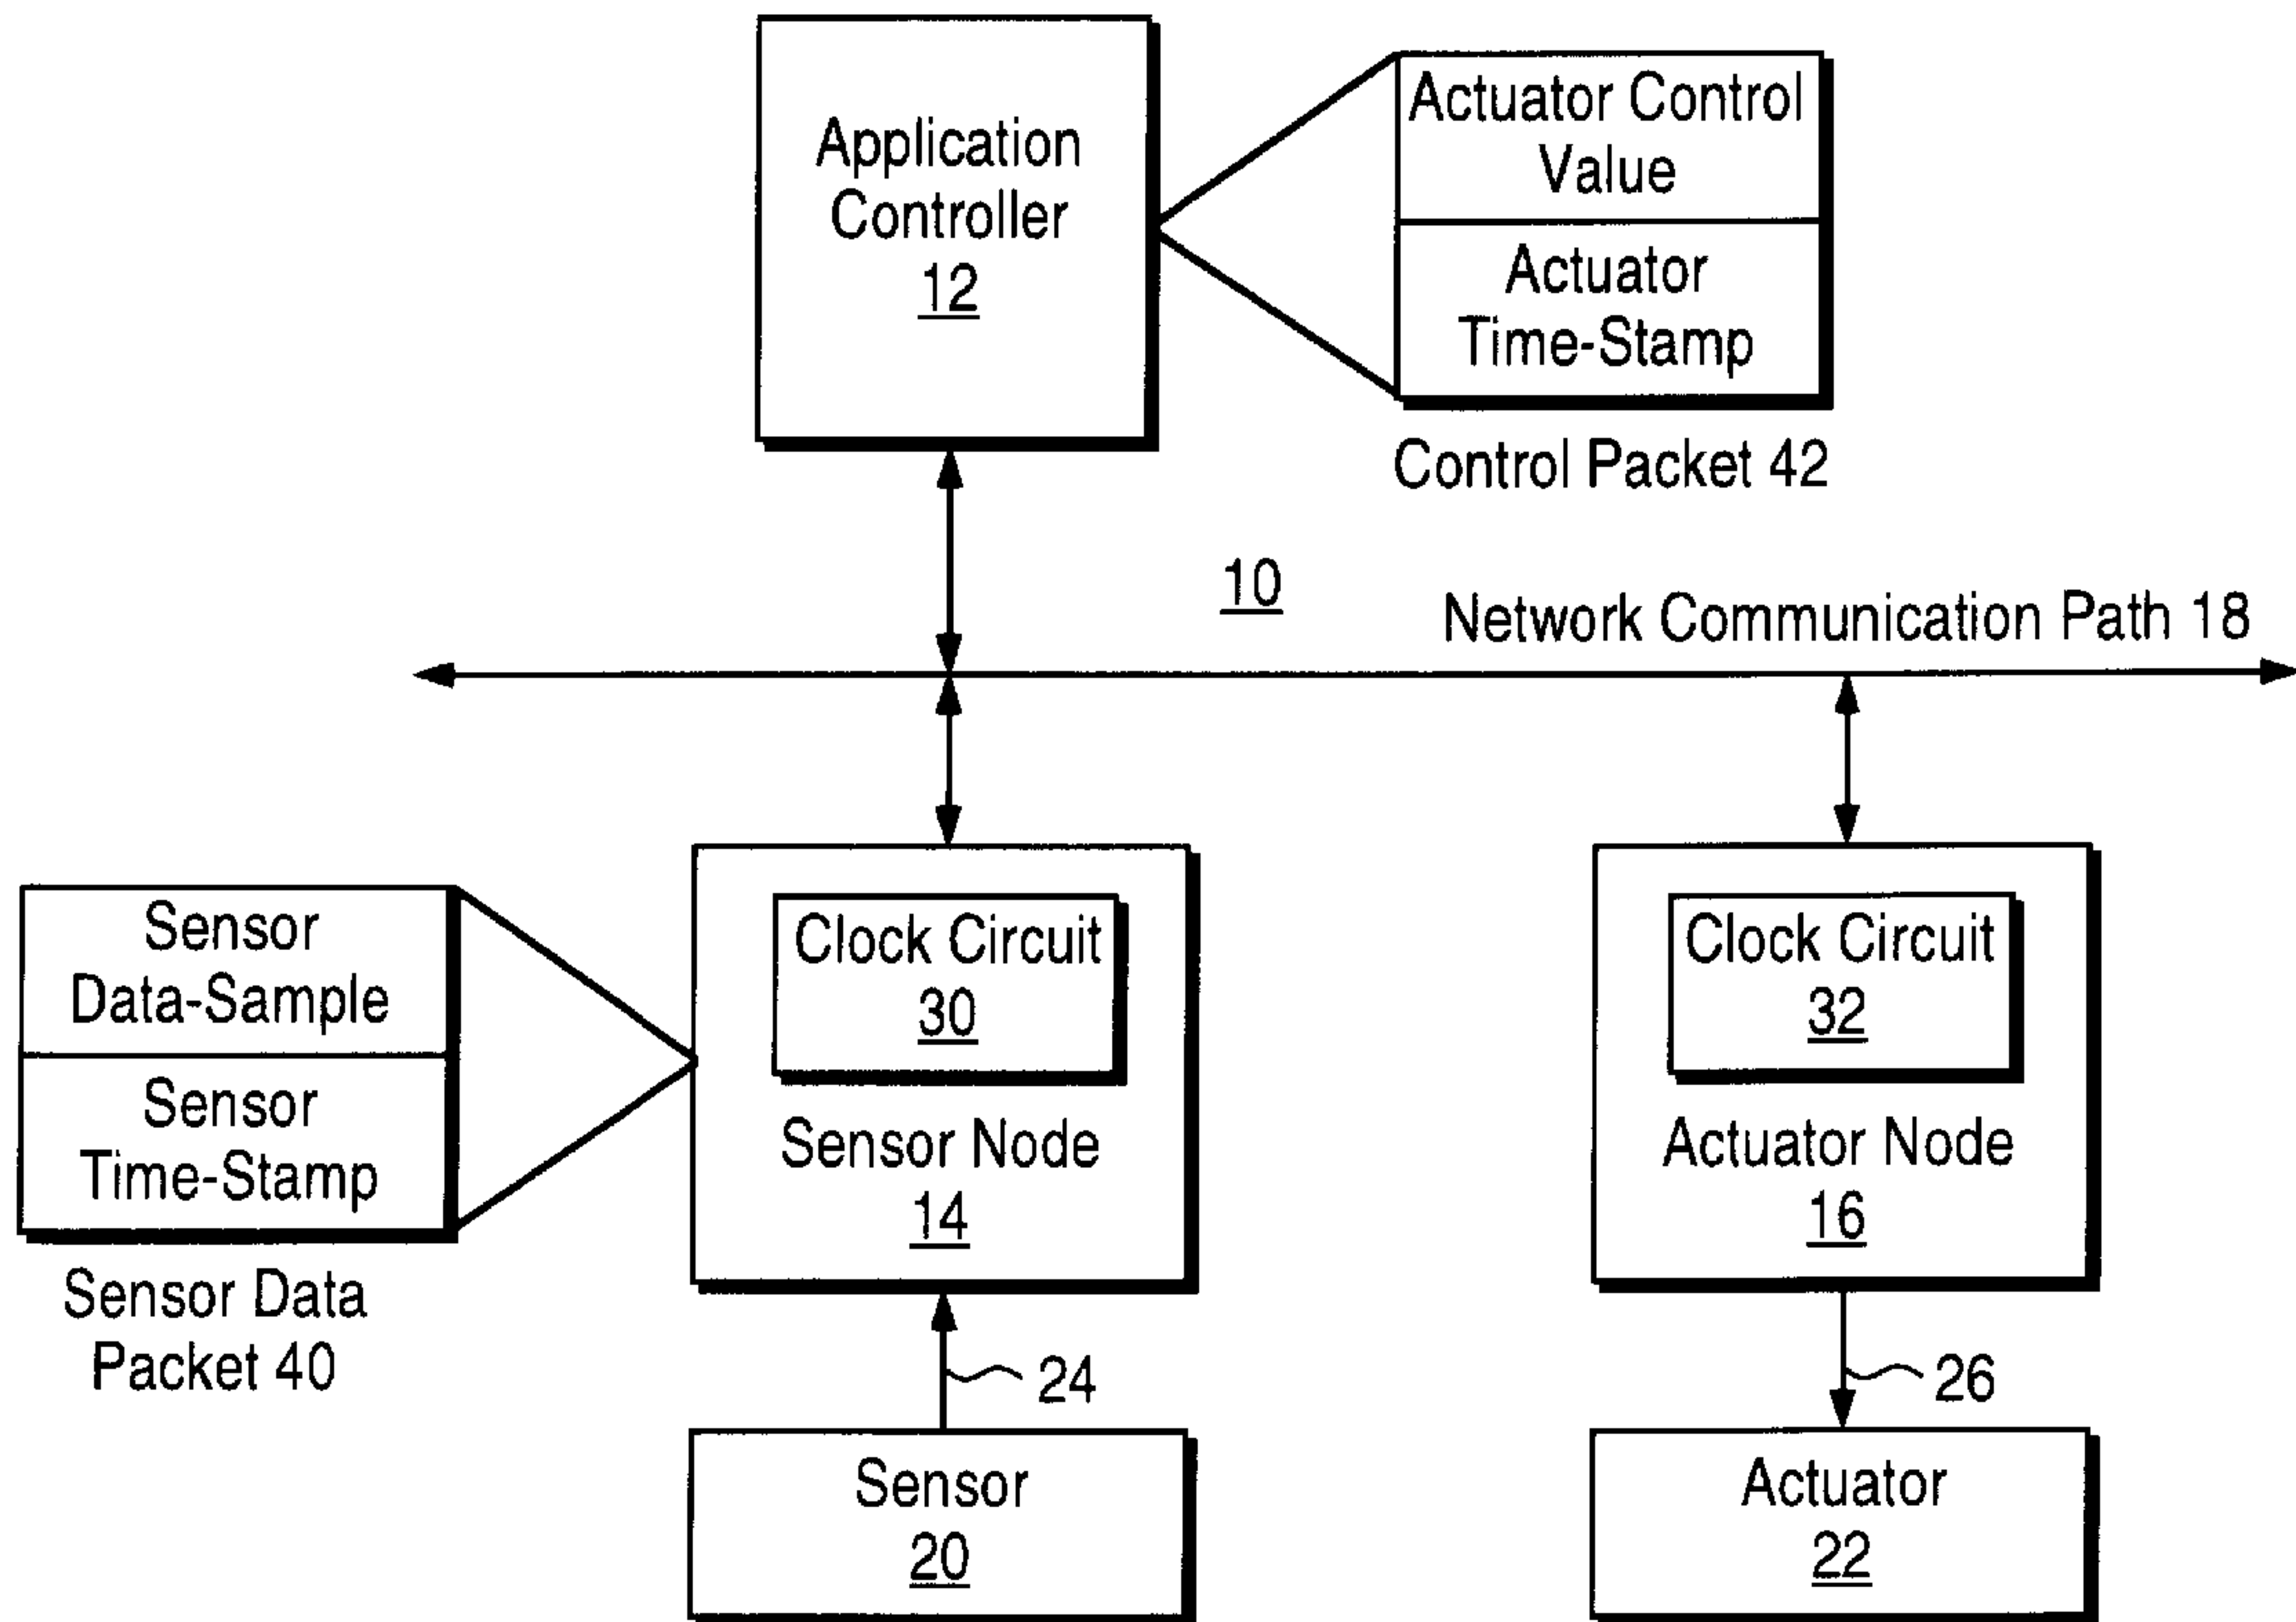 Application
Controller
12
Actuator Control
Value
Actuator
Time-Stamp
Control Packet 42
10
Network Communication Path 18
Sensor
Data-Sample
Sensor
Time-Stamp
Sensor Data
Packet 40
Clock Circuit
30
Sensor Node
14
Clock Circuit
32
Actuator Node
16
24
26
Sensor
20
Actuator
22